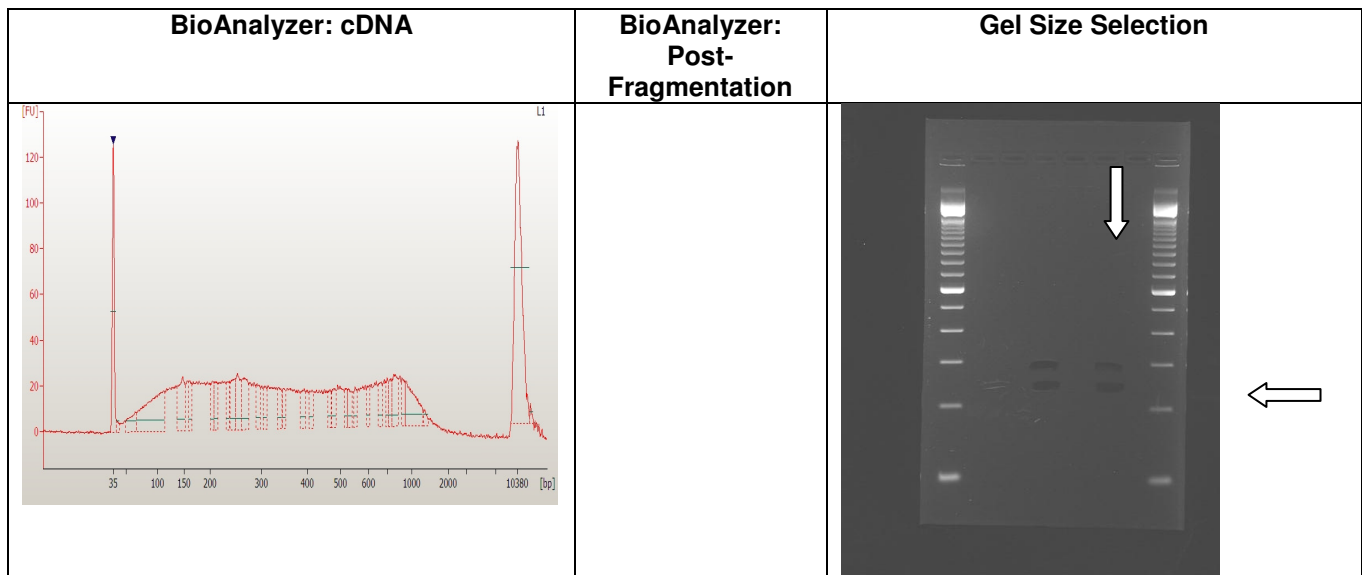 BioAnalyzer: cDNA
BioAnalyzer:
Post-
Fragmentation
Gel Size Selection
[FU]
L1
120
100
80
60
40
20
0
35 100 150 200 300 400 500 600 1000 2000 10380 [bp]